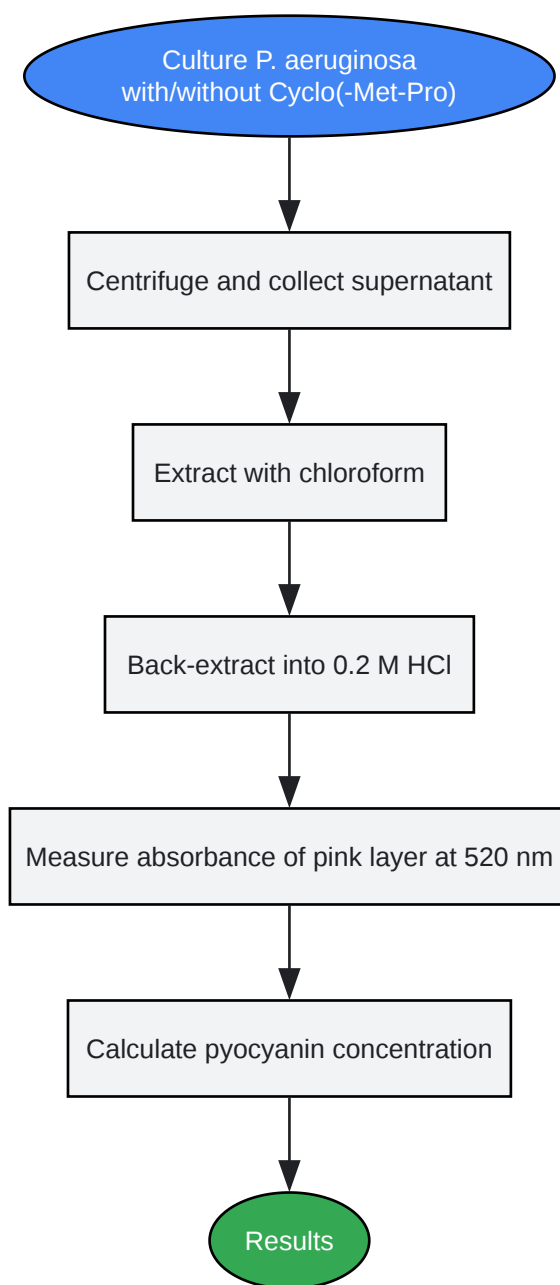 Culture P. aeruginosa
with/without Cyclo(-Met-Pro)
Centrifuge and collect supernatant
Extract with chloroform
Back-extract into 0.2 M HCl
Measure absorbance of pink layer at 520 nm
Calculate pyocyanin concentration
Results